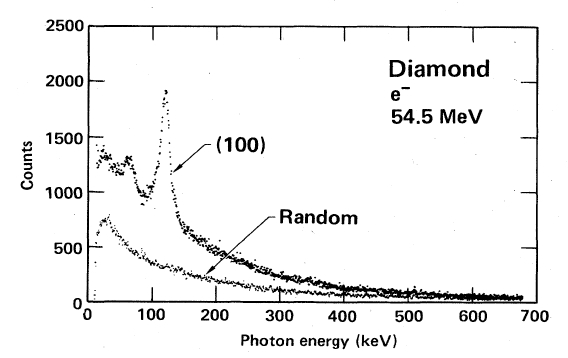 2500
2000
1500
1000
500
0
Counts
Diamond
e⁻
54.5 MeV
(100)
Random
0 100 200 300 400 500 600 700
Photon energy (keV)